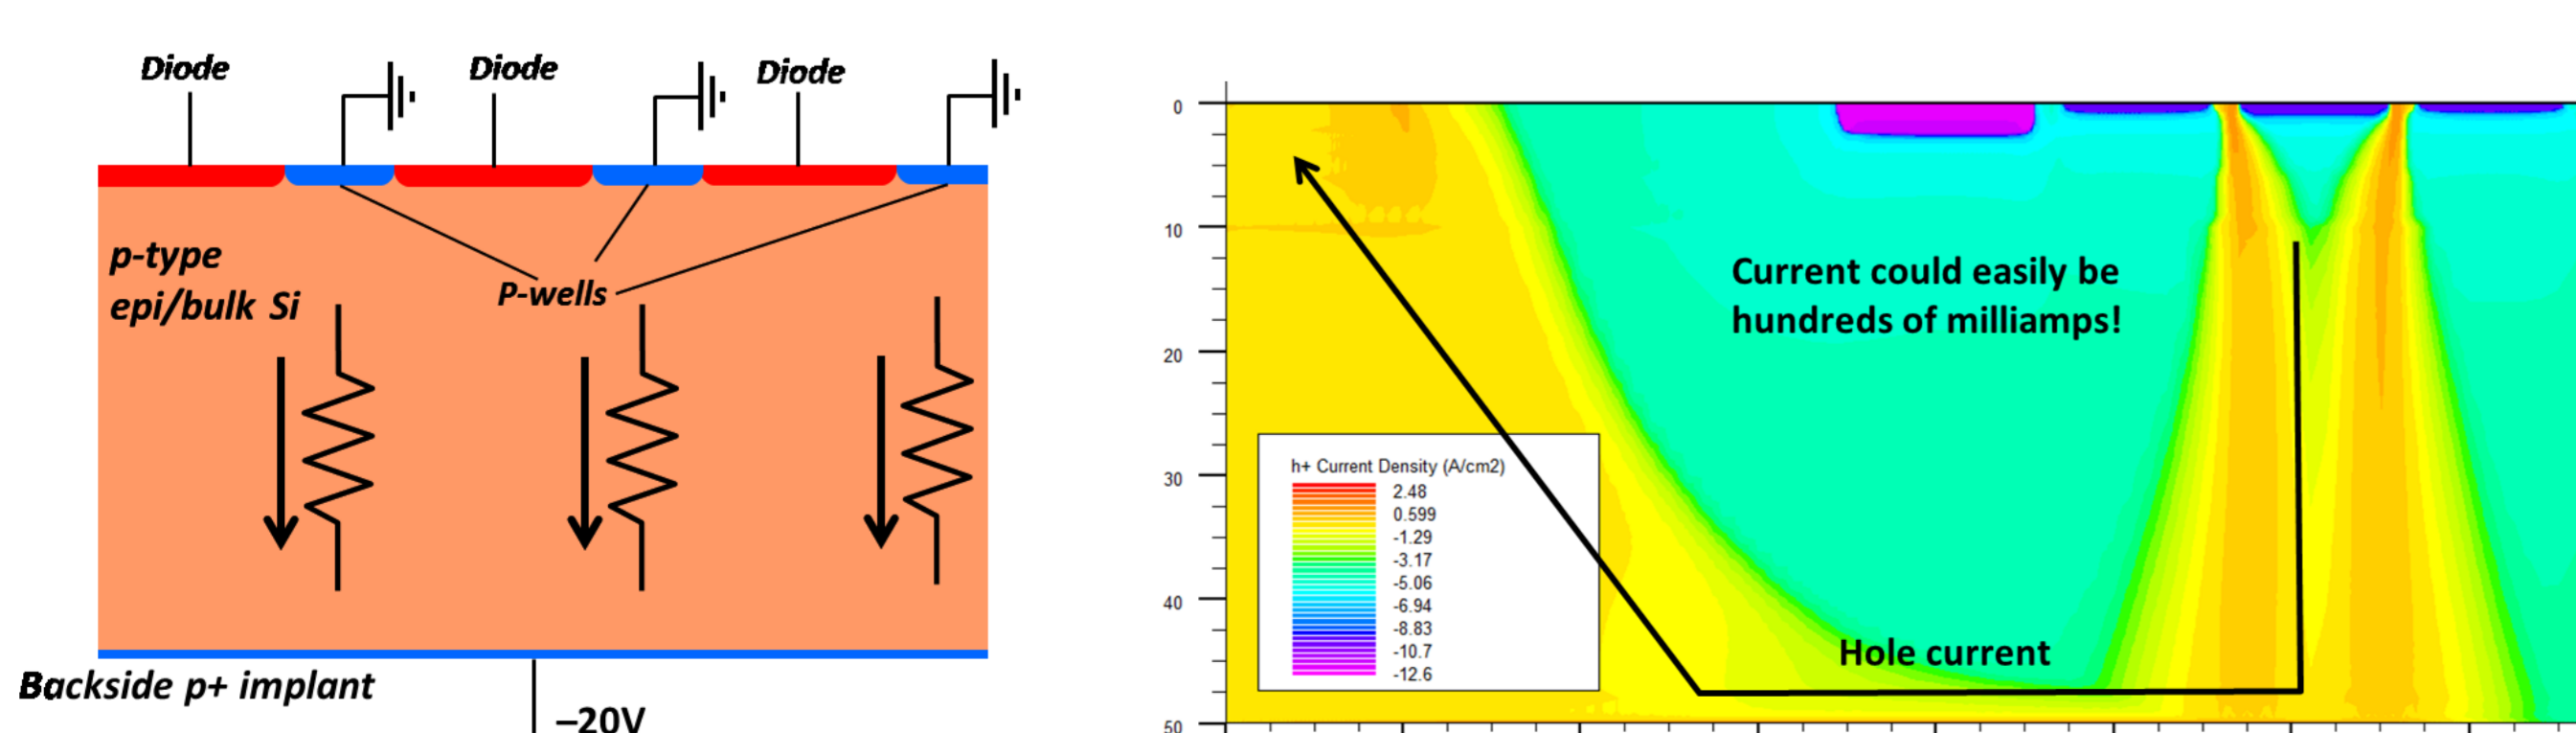 Diode
Diode
Diode
p-type
epi/bulk Si
P-wells
Backside p+ implant
–20V
0
10
20
30
40
50
Current could easily be
hundreds of milliamps!
h+ Current Density (A/cm2)
2.48
0.599
-1.29
-3.17
-5.06
-6.94
-8.83
-10.7
-12.6
Hole current